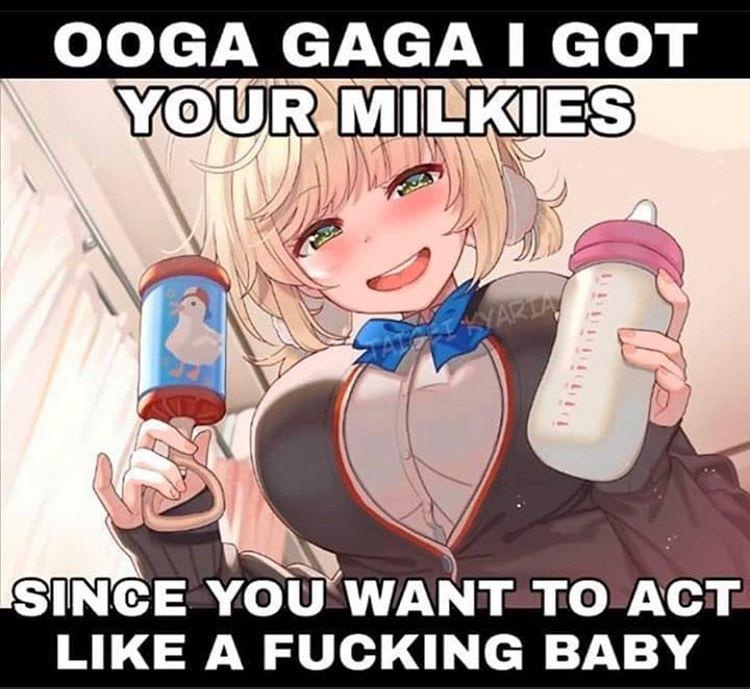 OOGA GAGA I GOT
YOUR MILKIES
SINCE YOU WANT TO ACT
LIKE A FUCKING BABY